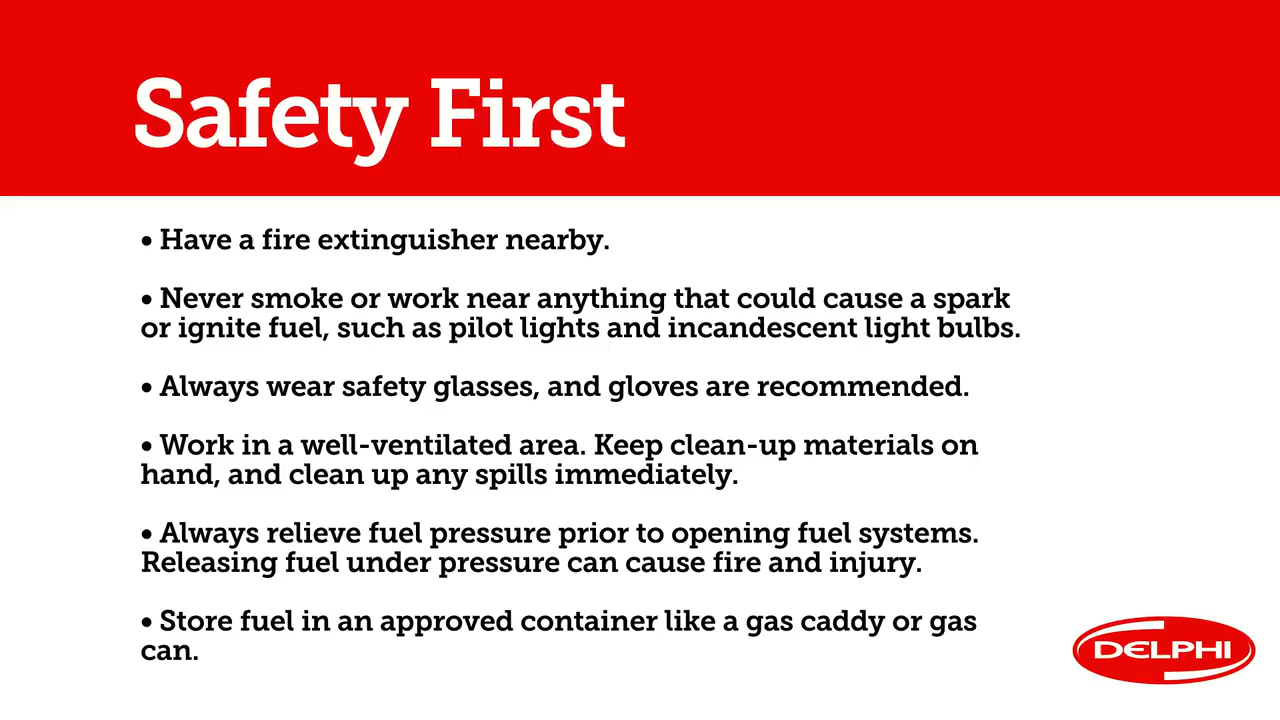 Safety First
• Have a fire extinguisher nearby.
• Never smoke or work near anything that could cause a spark
or ignite fuel, such as pilot lights and incandescent light bulbs.
• Always wear safety glasses, and gloves are recommended.
• Work in a well-ventilated area. Keep clean-up materials on
hand, and clean up any spills immediately.
• Always relieve fuel pressure prior to opening fuel systems.
Releasing fuel under pressure can cause fire and injury.
• Store fuel in an approved container like a gas caddy or gas
can.
DELPHI